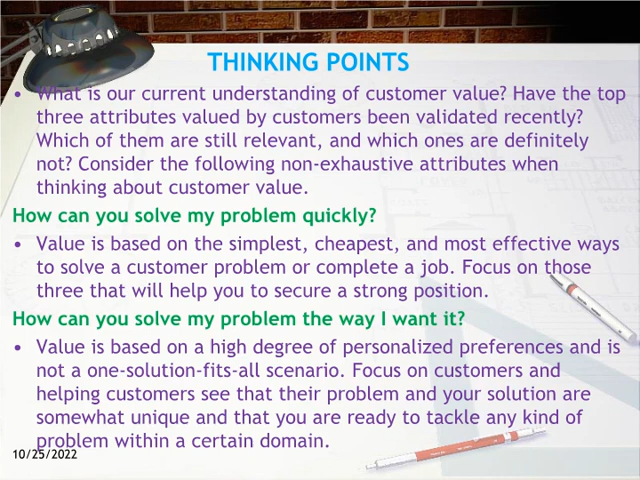 THINKING POINTS
• What is our current understanding of customer value? Have the top
three attributes valued by customers been validated recently?
Which of them are still relevant, and which ones are definitely
not? Consider the following non-exhaustive attributes when
thinking about customer value.
How can you solve my problem quickly?
• Value is based on the simplest, cheapest, and most effective ways
to solve a customer problem or complete a job. Focus on those
three that will help you to secure a strong position.
How can you solve my problem the way I want it?
• Value is based on a high degree of personalized preferences and is
not a one-solution-fits-all scenario. Focus on customers and
helping customers see that their problem and your solution are
somewhat unique and that you are ready to tackle any kind of
problem within a certain domain.
10/25/2022